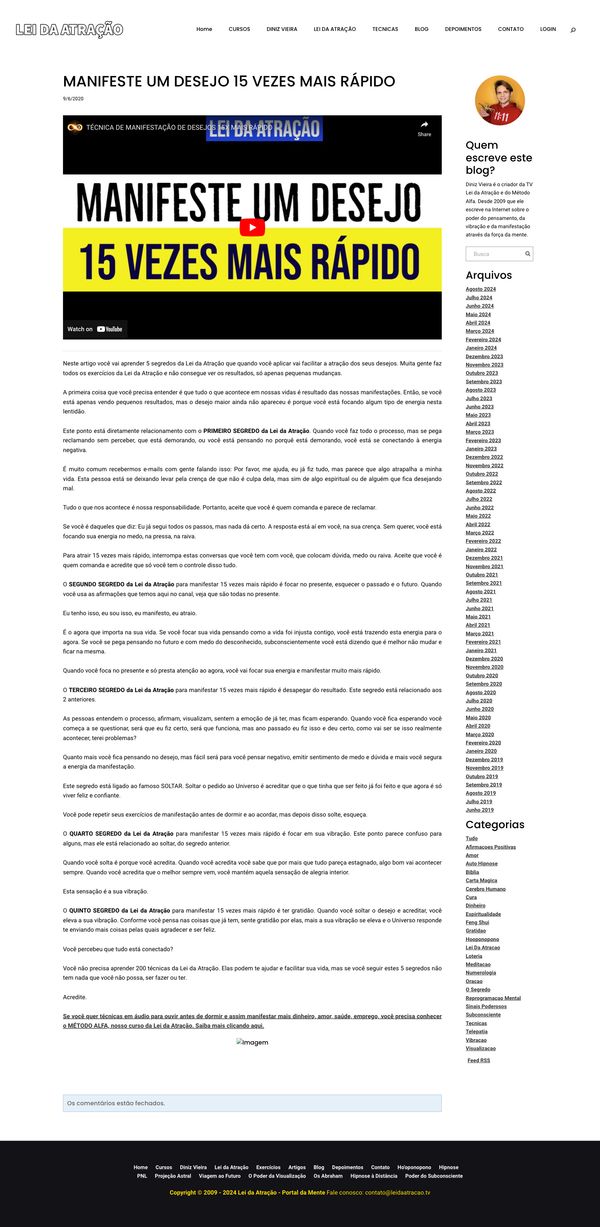 LEI DA ATRAÇÃO
Home CURSOS DINIZ VIEIRA LEI DA ATRAÇÃO TECNICAS BLOG DEPOIMENTOS CONTATO LOGIN
MANIFESTE UM DESEJO 15 VEZES MAIS RÁPIDO
9/6/2020
TÉCNICA DE MANIFESTAÇÃO DE DESEJOS 15X MAIS RÁPIDO
LEI DA ATRAÇÃO
Share
MANIFESTE UM DESEJO
15 VEZES MAIS RÁPIDO
Watch on YouTube
Neste artigo você vai aprender 5 segredos da Lei da Atração que quando você aplicar vai facilitar a atração dos seus desejos. Muita gente faz
todos os exercícios da Lei da Atração e não consegue ver os resultados, só apenas pequenas mudanças.
A primeira coisa que você precisa entender é que tudo o que acontece em nossas vidas é resultado das nossas manifestações. Então, se você
está apenas vendo pequenos resultados, mas o desejo maior ainda não apareceu é porque você está focando algum tipo de energia nesta
lentidão.
Este ponto está diretamente relacionamento com o PRIMEIRO SEGREDO da Lei da Atração. Quando você faz todo o processo, mas se pega
reclamando sem perceber, que está demorando, ou você está pensando no porquê está demorando, você está se conectando à energia
negativa.
É muito comum recebermos e-mails com gente falando isso: Por favor, me ajuda, eu já fiz tudo, mas parece que algo atrapalha a minha
vida. Esta pessoa está se deixando levar pela crença de que não é culpa dela, mas sim de algo espiritual ou de alguém que fica desejando
mal.
Tudo o que nos acontece é nossa responsabilidade. Portanto, aceite que você é quem comanda e parece de reclamar.
Se você é daqueles que diz: Eu já segui todos os passos, mas nada dá certo. A resposta está aí em você, na sua crença. Sem querer, você está
focando sua energia no medo, na pressa, na raiva.
Para atrair 15 vezes mais rápido, interrompa estas conversas que você tem com você, que colocam dúvida, medo ou raiva. Aceite que você é
quem comanda e acredite que só você tem o controle disso tudo.
O SEGUNDO SEGREDO da Lei da Atração para manifestar 15 vezes mais rápido é focar no presente, esquecer o passado e o futuro. Quando
você usa as afirmações que temos aqui no canal, veja que são todas no presente.
Eu tenho isso, eu sou isso, eu manifesto, eu atraio.
É o agora que importa na sua vida. Se você focar sua vida pensando como a vida foi injusta contigo, você está trazendo esta energia para o
agora. Se você se pega pensando no futuro e com medo do desconhecido, subconscientemente você está dizendo que é melhor não mudar e
ficar na mesma.
Quando você foca no presente e só presta atenção ao agora, você vai focar sua energia e manifestar muito mais rápido.
O TERCEIRO SEGREDO da Lei da Atração para manifestar 15 vezes mais rápido é desapegar do resultado. Este segredo está relacionado aos
2 anteriores.
As pessoas entendem o processo, afirmam, visualizam, sentem a emoção de já ter, mas ficam esperando. Quando você fica esperando você
começa a se questionar, será que eu fiz certo, será que funciona, mas ano passado eu fiz isso e deu certo, como vai ser se isso realmente
acontecer, terei problemas?
Quanto mais você fica pensando no desejo, mas fácil será para você pensar negativo, emitir sentimento de medo e dúvida e mais você segura
a energia da manifestação.
Este segredo está ligado ao famoso SOLTAR. Soltar o pedido ao Universo é acreditar que o que tinha que ser feito já foi feito e que agora é só
viver feliz e confiante.
Você pode repetir seus exercícios de manifestação antes de dormir e ao acordar, mas depois disso solte, esqueça.
O QUARTO SEGREDO da Lei da Atração para manifestar 15 vezes mais rápido é focar em sua vibração. Este ponto parece confuso para
alguns, mas ele está relacionado ao soltar, do segredo anterior.
Quando você solta é porque você acredita. Quando você acredita você sabe que por mais que tudo pareça estagnado, algo bom vai acontecer
sempre. Quando você acredita que o melhor sempre vem, você mantém aquela sensação de alegria interior.
Esta sensação é a sua vibração.
O QUINTO SEGREDO da Lei da Atração para manifestar 15 vezes mais rápido é ter gratidão. Quando você soltar o desejo e acreditar, você
eleva a sua vibração. Conforme você pensa nas coisas que já tem, sente gratidão por elas, mais a sua vibração se eleva e o Universo responde
te enviando mais coisas pelas quais agradecer e ser feliz.
Você percebeu que tudo está conectado?
Você não precisa aprender 200 técnicas da Lei da Atração. Elas podem te ajudar e facilitar sua vida, mas se você seguir estes 5 segredos não
tem nada que você não possa, ser fazer ou ter.
Acredite.
Se você quer técnicas em áudio para ouvir antes de dormir e assim manifestar mais dinheiro, amor, saúde, emprego, você precisa conhecer
o MÉTODO ALFA, nosso curso da Lei da Atração. Saiba mais clicando aqui.
imagem
Os comentários estão fechados.
11:11
Quem
escreve este
blog?
Diniz Vieira é o criador da TV
Lei da Atração e do Método
Alfa. Desde 2009 que ele
escreve na Internet sobre o
poder do pensamento, da
vibração e da manifestação
através da força da mente.
Busca
Arquivos
Agosto 2024
Julho 2024
Junho 2024
Maio 2024
Abril 2024
Março 2024
Fevereiro 2024
Janeiro 2024
Dezembro 2023
Novembro 2023
Outubro 2023
Setembro 2023
Agosto 2023
Julho 2023
Junho 2023
Maio 2023
Abril 2023
Março 2023
Fevereiro 2023
Janeiro 2023
Dezembro 2022
Novembro 2022
Outubro 2022
Setembro 2022
Agosto 2022
Julho 2022
Junho 2022
Maio 2022
Abril 2022
Março 2022
Fevereiro 2022
Janeiro 2022
Dezembro 2021
Novembro 2021
Outubro 2021
Setembro 2021
Agosto 2021
Julho 2021
Junho 2021
Maio 2021
Abril 2021
Março 2021
Fevereiro 2021
Janeiro 2021
Dezembro 2020
Novembro 2020
Outubro 2020
Setembro 2020
Agosto 2020
Julho 2020
Junho 2020
Maio 2020
Abril 2020
Março 2020
Fevereiro 2020
Janeiro 2020
Dezembro 2019
Novembro 2019
Outubro 2019
Setembro 2019
Agosto 2019
Julho 2019
Junho 2019
Categorias
Tudo
Afirmacoes Positivas
Amor
Auto Hipnose
Biblia
Carta Magica
Cerebro Humano
Cura
Dinheiro
Espiritualidade
Feng Shui
Gratidao
Hooponopono
Lei Da Atracao
Loteria
Meditacao
Numerologia
Oracao
O Segredo
Reprogramacao Mental
Sinais Poderosos
Subconsciente
Tecnicas
Telepatia
Vibracao
Visualizacao
Feed RSS
Home Cursos Diniz Vieira Lei da Atração Exercícios Artigos Blog Depoimentos Contato Ho'oponopono Hipnose
PNL Projeção Astral Viagem ao Futuro O Poder da Visualização Os Abraham Hipnose à Distância Poder do Subconsciente
Copyright © 2009 - 2024 Lei da Atração - Portal da Mente Fale conosco: contato@leidaatracao.tv